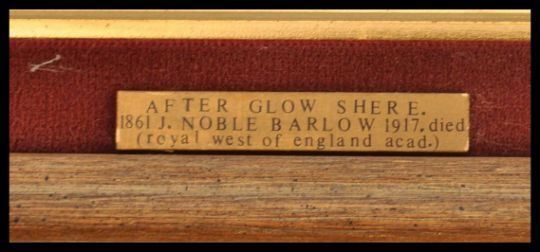 AFTER GLOW SHERE.
1861 J. NOBLE BARLOW 1917. died
(royal west of england acad.)